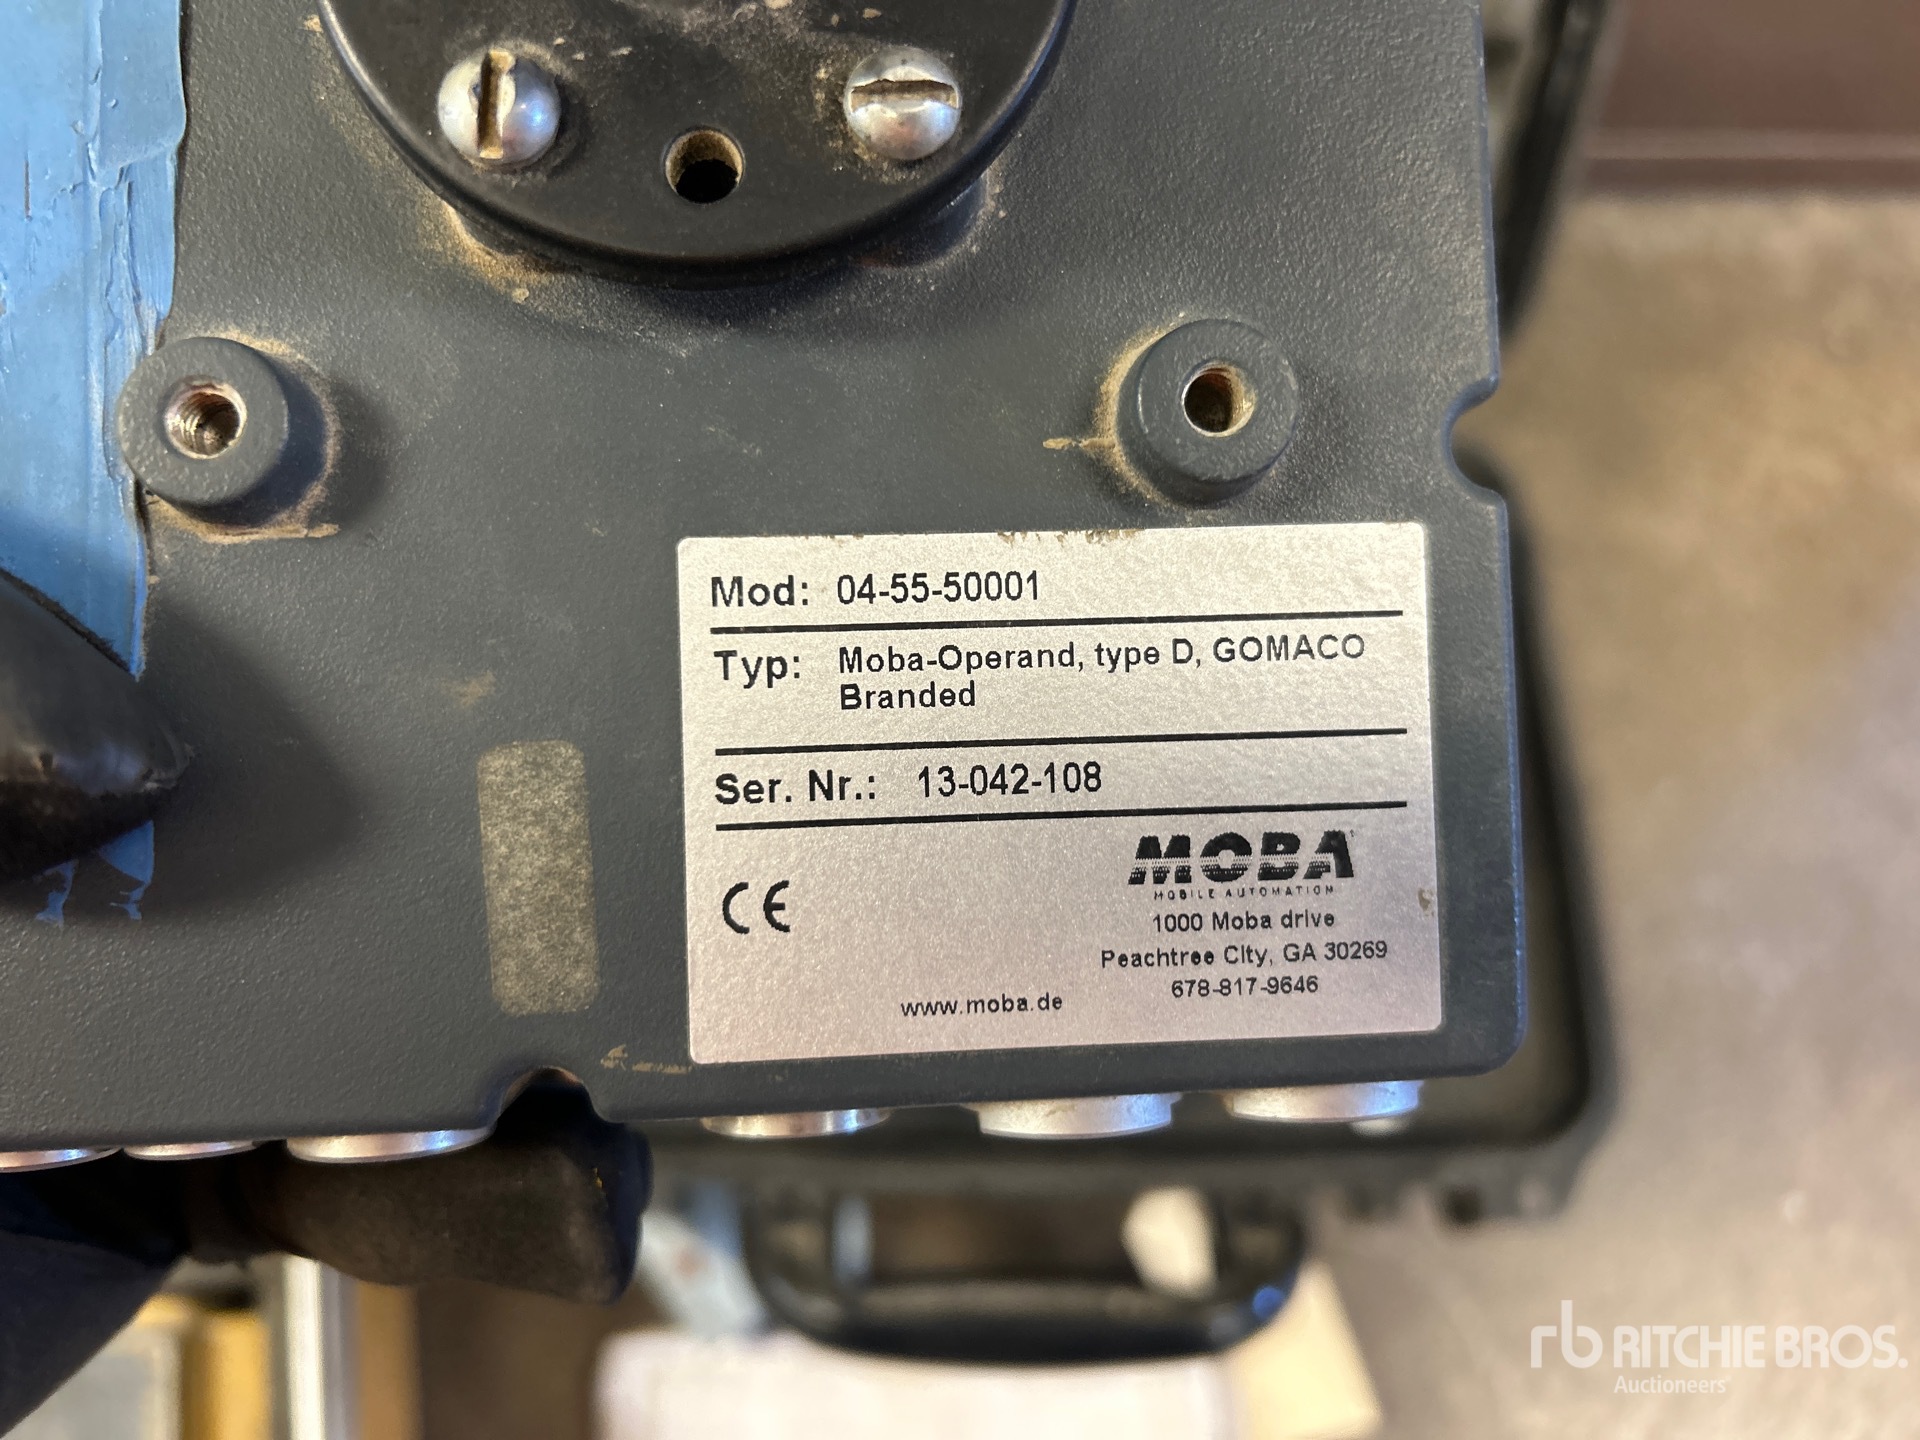 Mod: 04-55-50001
Typ: Moba-Operand, type D, GOMACO
Branded
Ser. Nr.: 13-042-108
CE
MOBA
MOBILE AUTOMATION
1000 Moba drive
Peachtree City, GA 30269
678-817-9646
www.moba.de
rb RITCHIE BROS.
Auctioneers